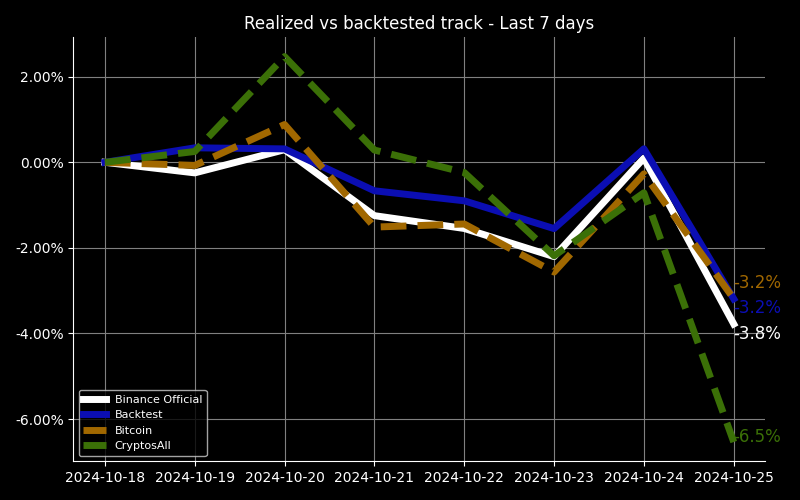 Realized vs backtested track - Last 7 days
2.00%
0.00%
-2.00%
-4.00%
-6.00%
-3.2%
-3.2%
-3.8%
-6.5%
Binance Official
Backtest
Bitcoin
CryptosAll
2024-10-18 2024-10-19 2024-10-20 2024-10-21 2024-10-22 2024-10-23 2024-10-24 2024-10-25